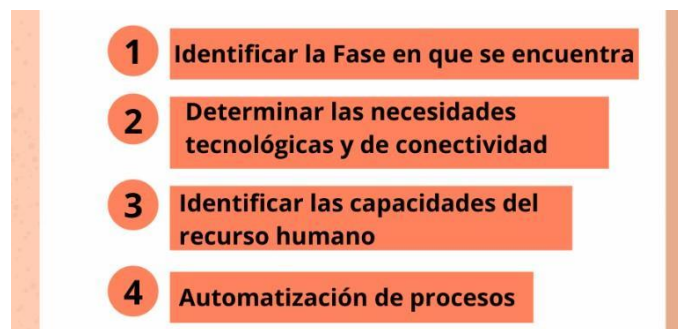 1 Identificar la Fase en que se encuentra
2 Determinar las necesidades
tecnológicas y de conectividad
3 Identificar las capacidades del
recurso humano
4 Automatización de procesos